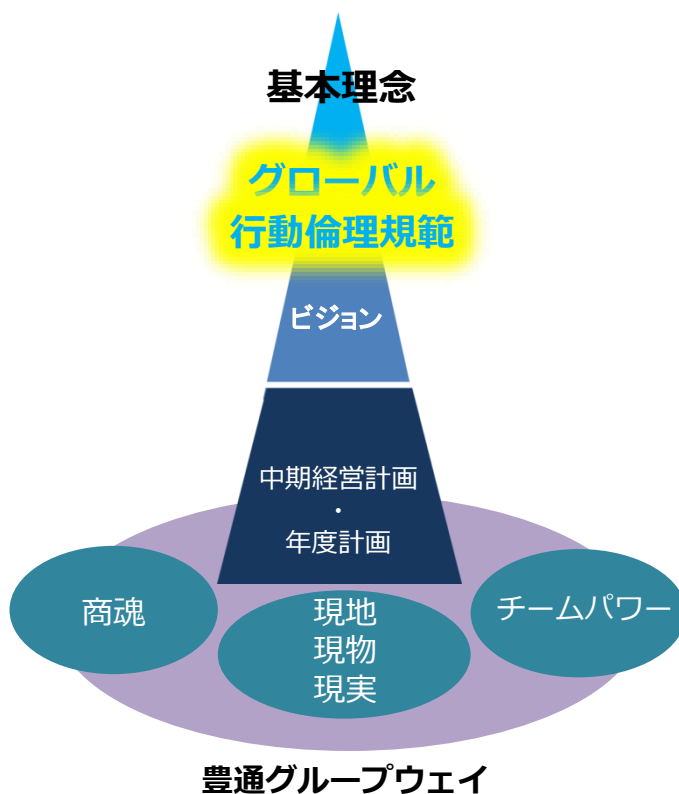 基本理念
グローバル
行動倫理規範
ビジョン
中期経営計画
・
年度計画
商魂
現地
現物
現実
チームパワー
豊通グループウェイ